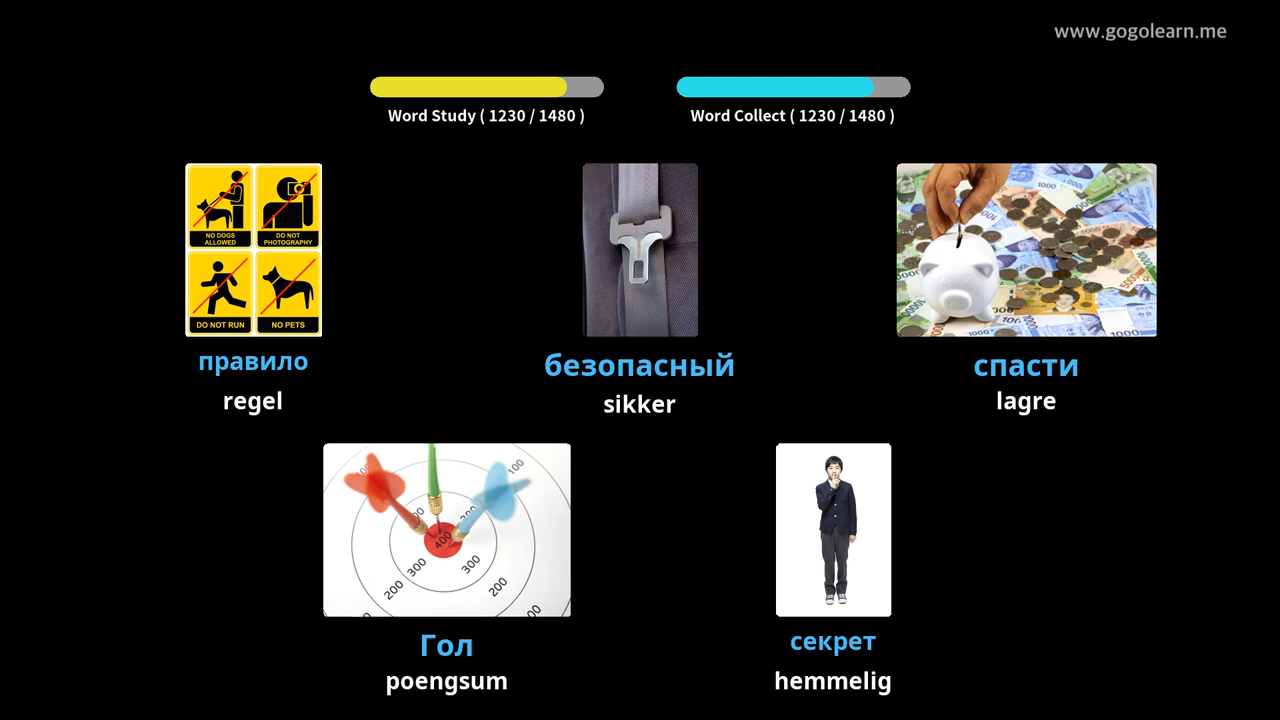 www.gogolearn.me
Word Study ( 1230 / 1480 )
Word Collect ( 1230 / 1480 )
NO DOGS
ALLOWED
DO NOT
PHOTOGRAPHY
DO NOT RUN
NO PETS
1000
1000
правило
regel
безопасный
sikker
спасти
lagre
100
400
300
300
200
200
Гол
poengsum
секрет
hemmelig